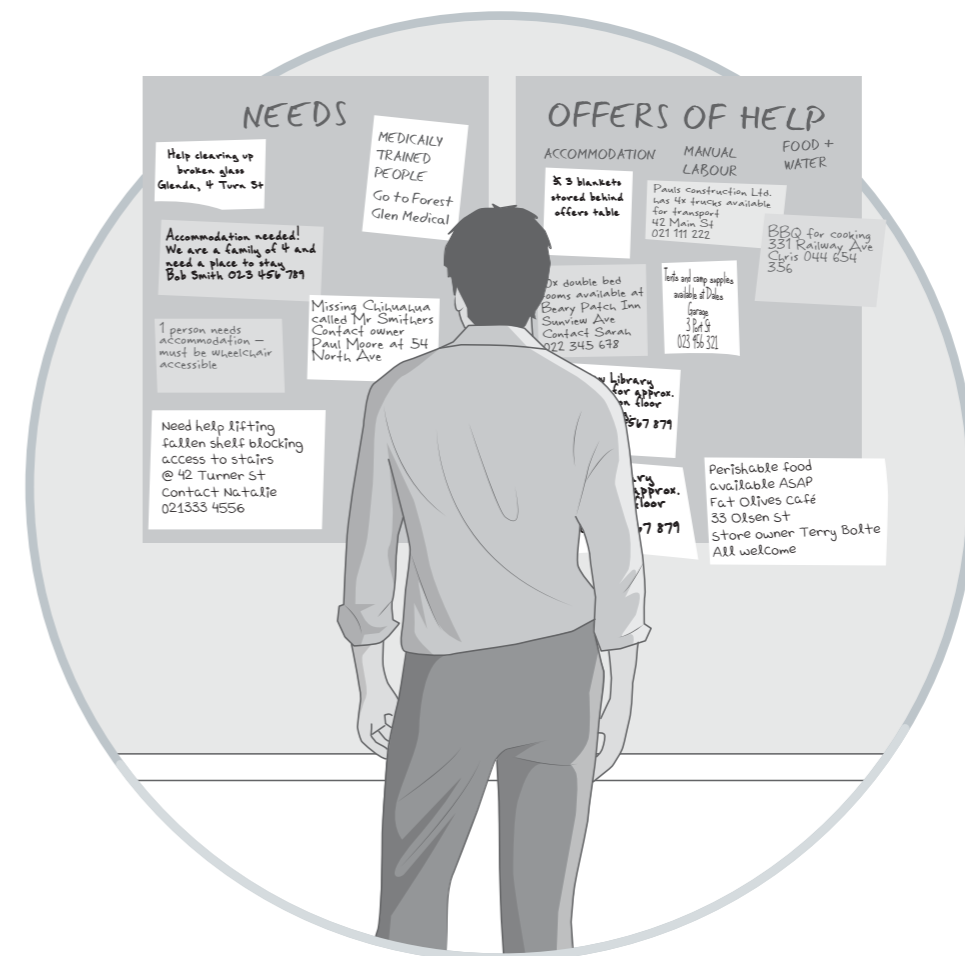 NEEDS
Help clearing up
broken glass
Glenda, 4 Turn St
MEDICALLY
TRAINED
PEOPLE
Go to Forest
Glen Medical
Accommodation needed!
We are a family of 4 and
need a place to stay
Bob Smith 023 456 789
Missing Chihuahua
called Mr Smithers
Contact owner
Paul Moore at 54
North Ave
1 person needs
accommodation –
must be wheelchair
accessible
Need help lifting
fallen shelf blocking
access to stairs
@ 42 Turner St
Contact Natalie
021333 4556
OFFERS OF HELP
ACCOMMODATION
MANUAL
LABOUR
FOOD +
WATER
3 blankets
stored behind
offers table
Pauls construction Ltd.
has 4x trucks available
for transport
42 Main St
021 111 222
BBQ for cooking
331 Railway Ave
Chris 044 654
356
double bed
rooms available at
Beary Patch Inn
Sunview Ave
Contact Sarah
022 345 678
Tents and camp supplies
available at Dales
Garage
3 Port St
023 456 321
Library
for approx.
on floor
567 879
approx.
floor
67 879
Perishable food
available ASAP
Fat Olives Café
33 Olsen St
Store owner Terry Bolte
All welcome